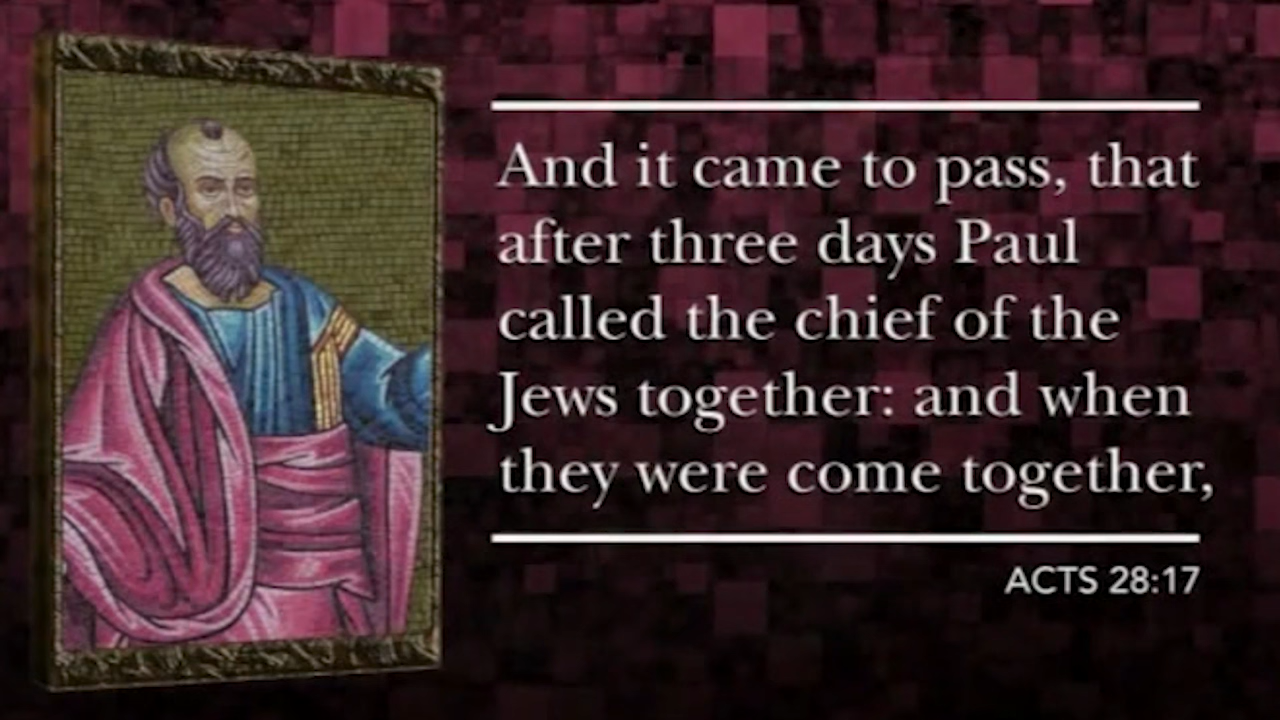 And it came to pass, that
after three days Paul
called the chief of the
Jews together: and when
they were come together,
ACTS 28:17